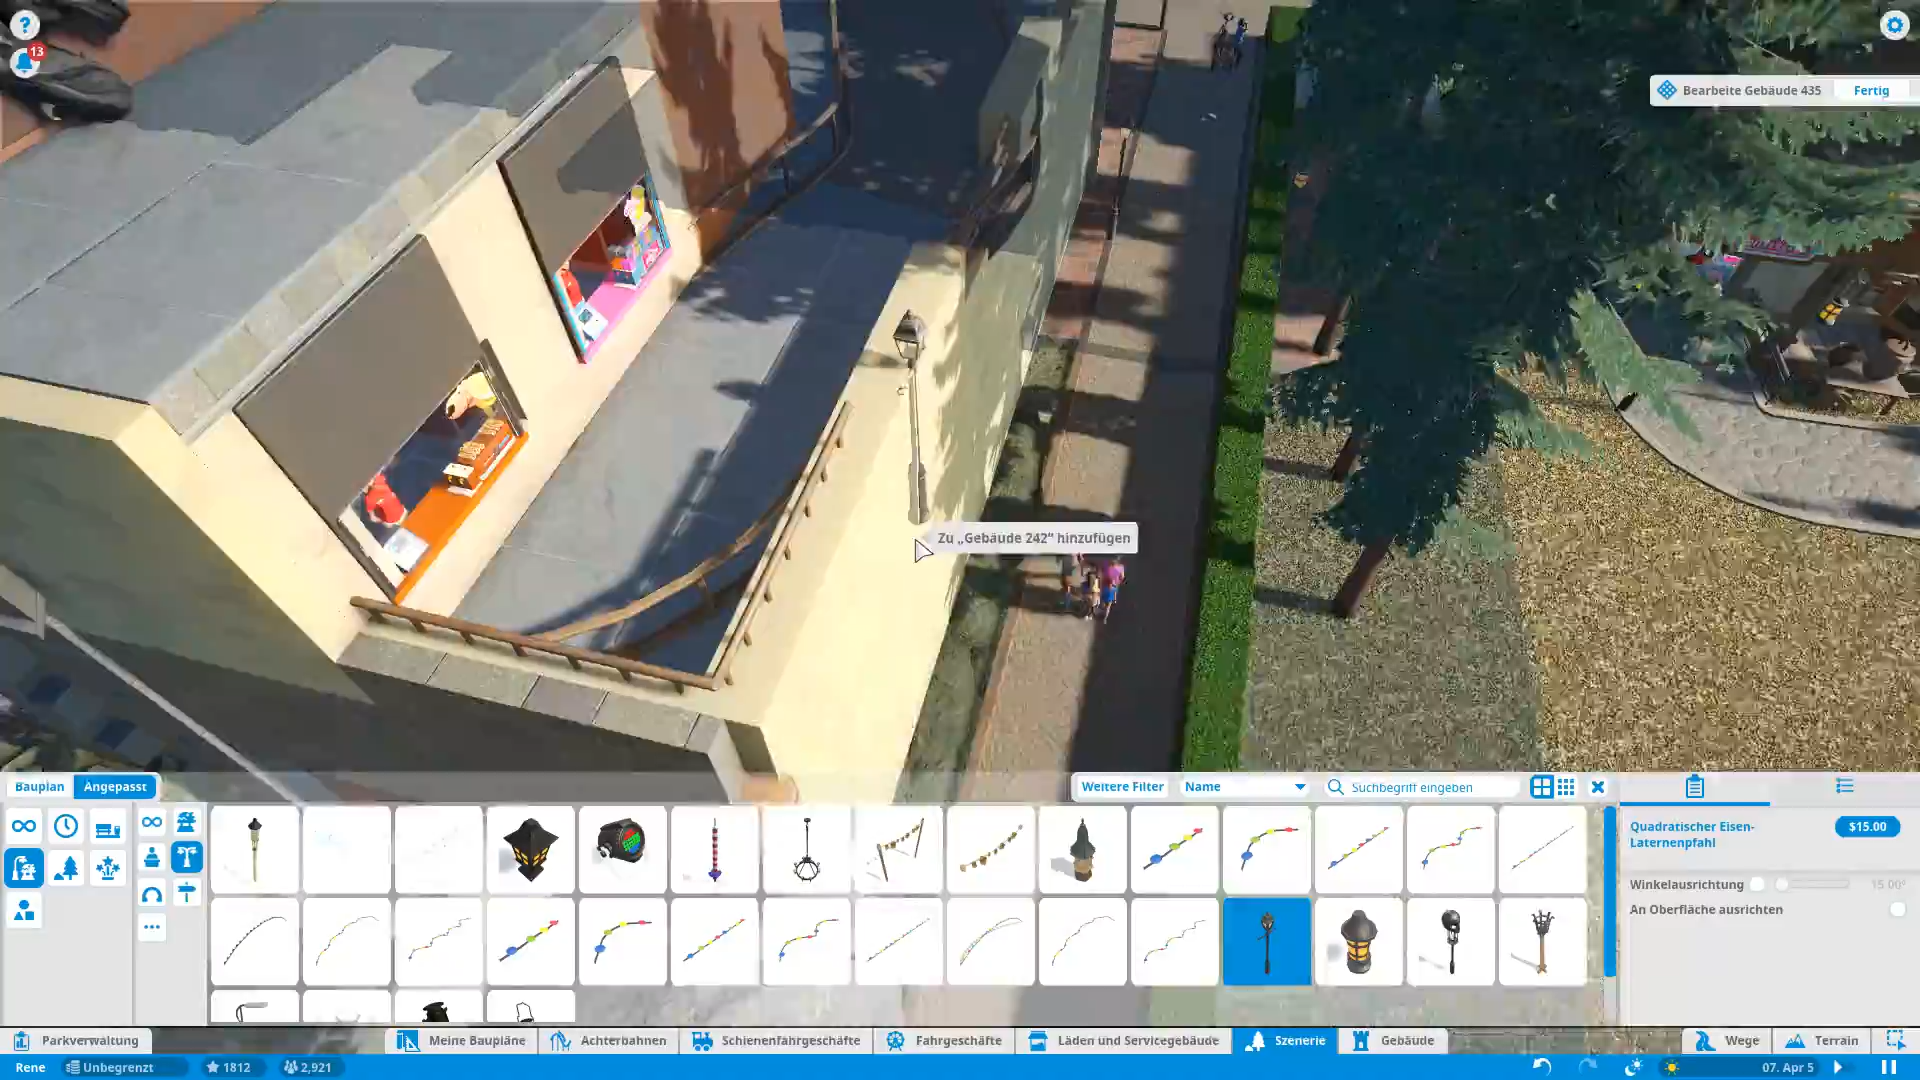 ?
13
Bearbeite Gebäude 435
Fertig
Zu „Gebäude 242“ hinzufügen
Bauplan
Angepasst
Weitere Filter
Name
Suchbegriff eingeben
Quadratischer Eisen-
Laternenpfahl
$15.00
Winkelausrichtung
15.00°
An Oberfläche ausrichten
Parkverwaltung
Meine Baupläne
Achterbahnen
Schienenfahrgeschäfte
Fahrgeschäfte
Läden und Servicegebäude
Szenerie
Gebäude
Wege
Terrain
Rene
Unbegrenzt
1812
2,921
07. Apr 5